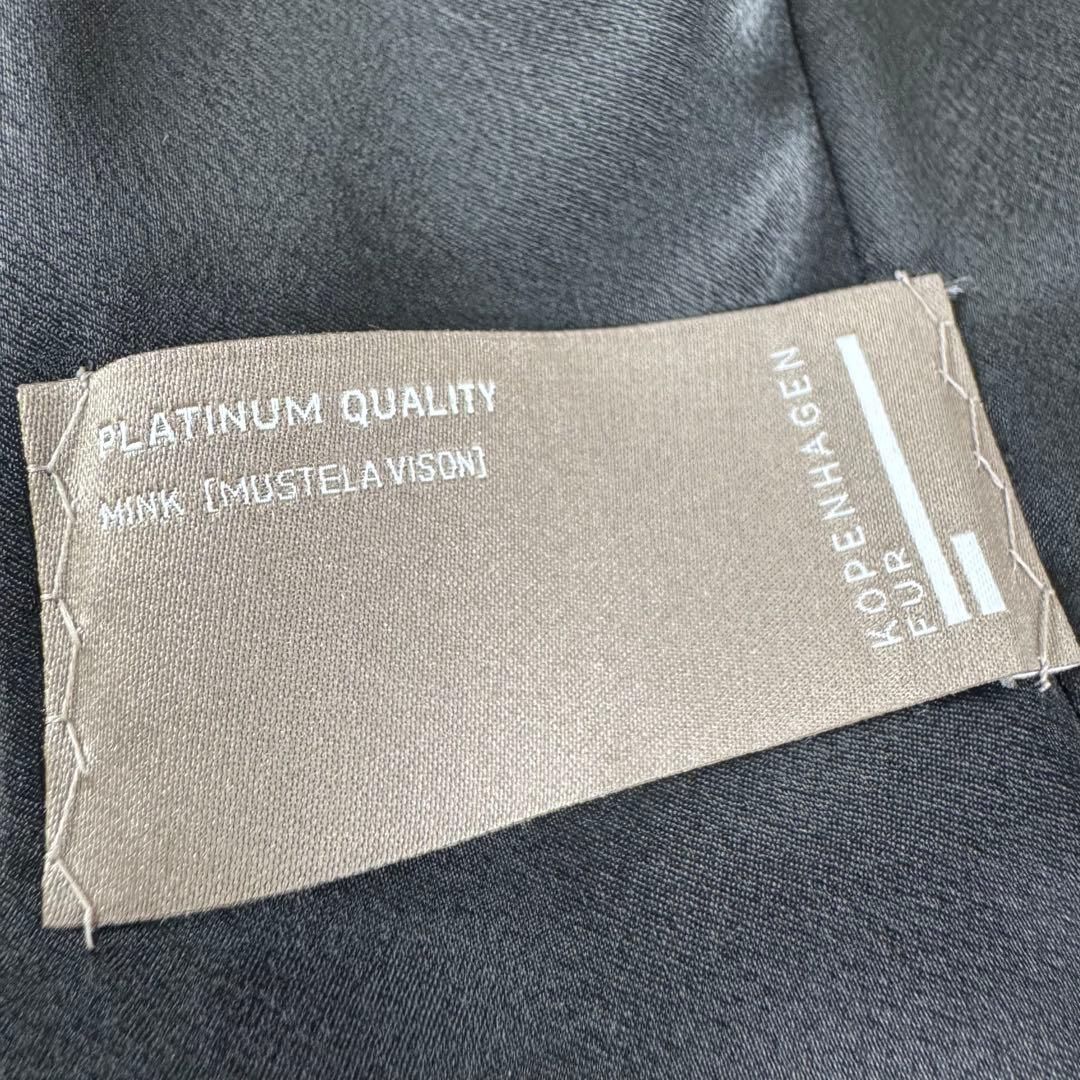 PLATINUM QUALITY
MINK [MUSTELA VISON]
KOPENHAGEN
FUR